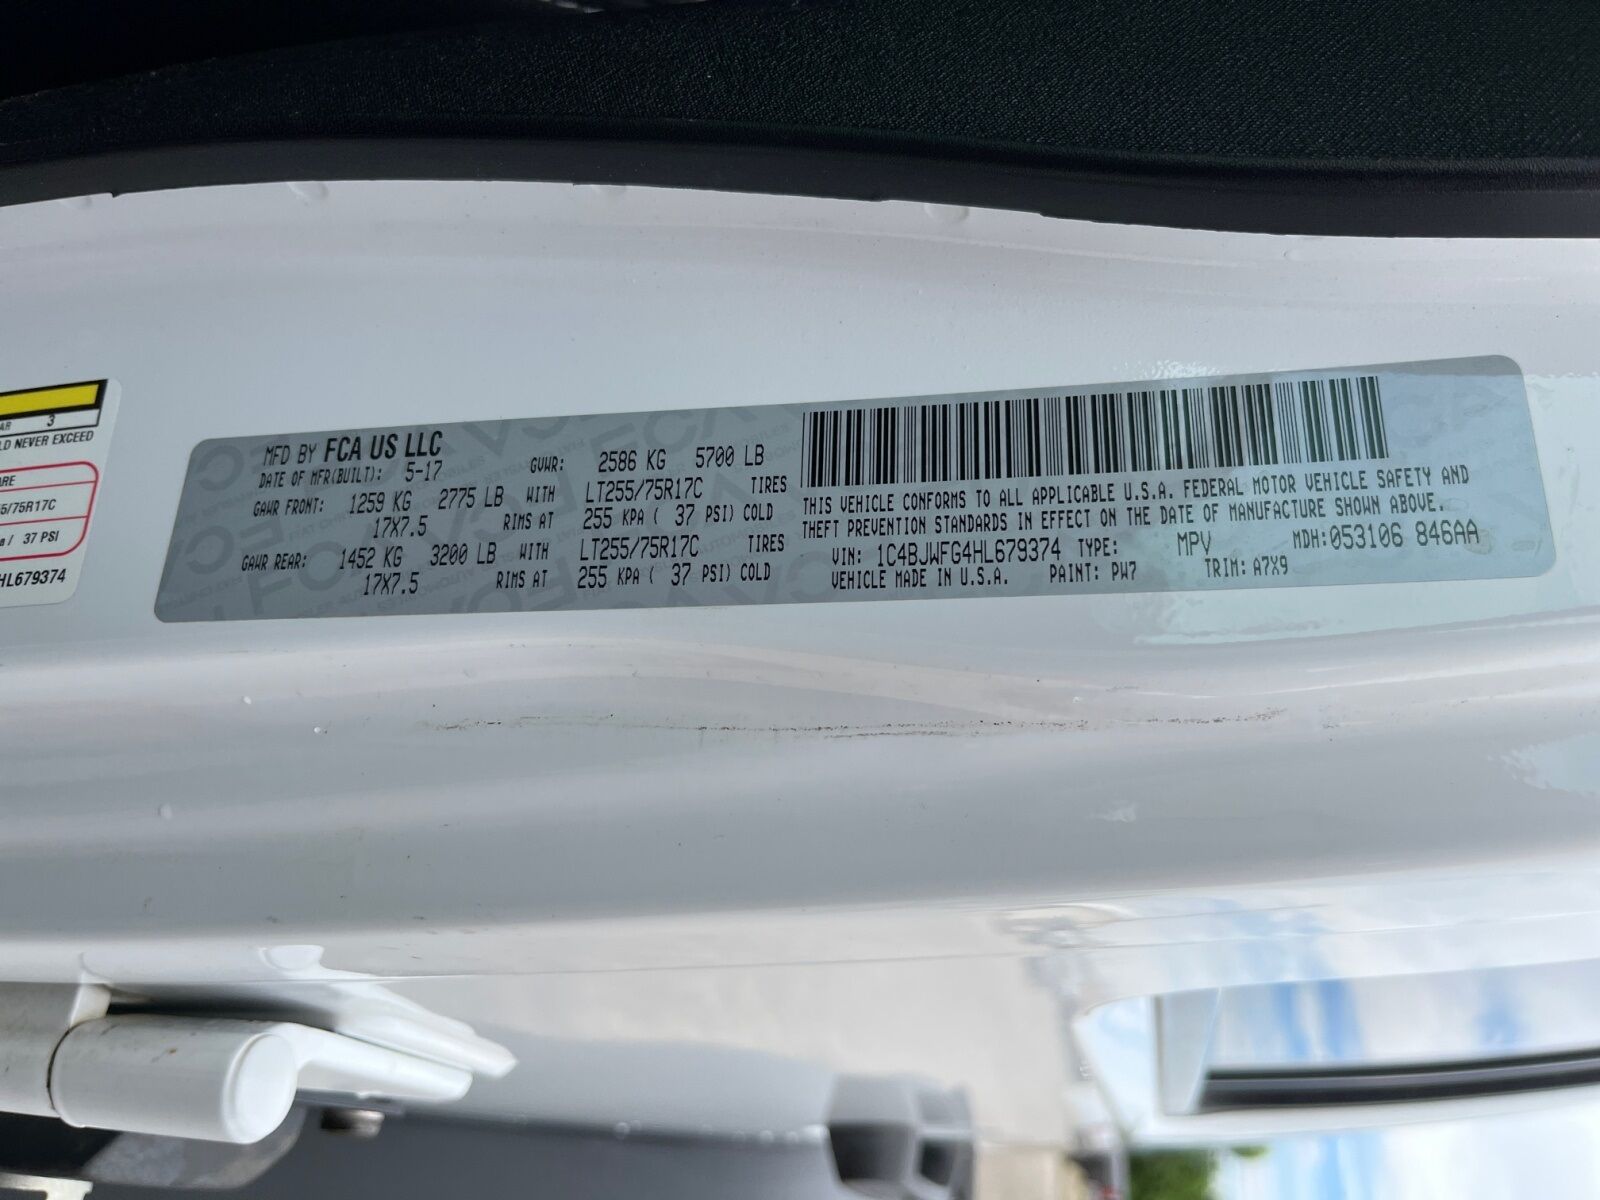 AR 3
LD NEVER EXCEED
ARE
55/75R17C
a / 37 PSI
HL679374
MFD BY FCA US LLC
DATE OF MFR(BUILT): 5-17 GVWR: 2586 KG 5700 LB
GAWR FRONT: 1259 KG 2775 LB WITH LT255/75R17C TIRES
17X7.5 RIMS AT 255 KPA ( 37 PSI) COLD
GAWR REAR: 1452 KG 3200 LB WITH LT255/75R17C TIRES
17X7.5 RIMS AT 255 KPA ( 37 PSI) COLD
THIS VEHICLE CONFORMS TO ALL APPLICABLE U.S.A. FEDERAL MOTOR VEHICLE SAFETY AND
THEFT PREVENTION STANDARDS IN EFFECT ON THE DATE OF MANUFACTURE SHOWN ABOVE.
VIN: 1C4BJWFG4HL679374 TYPE: MPV MDH:053106 846AA
VEHICLE MADE IN U.S.A. PAINT: PW7 TRIM: A7X9